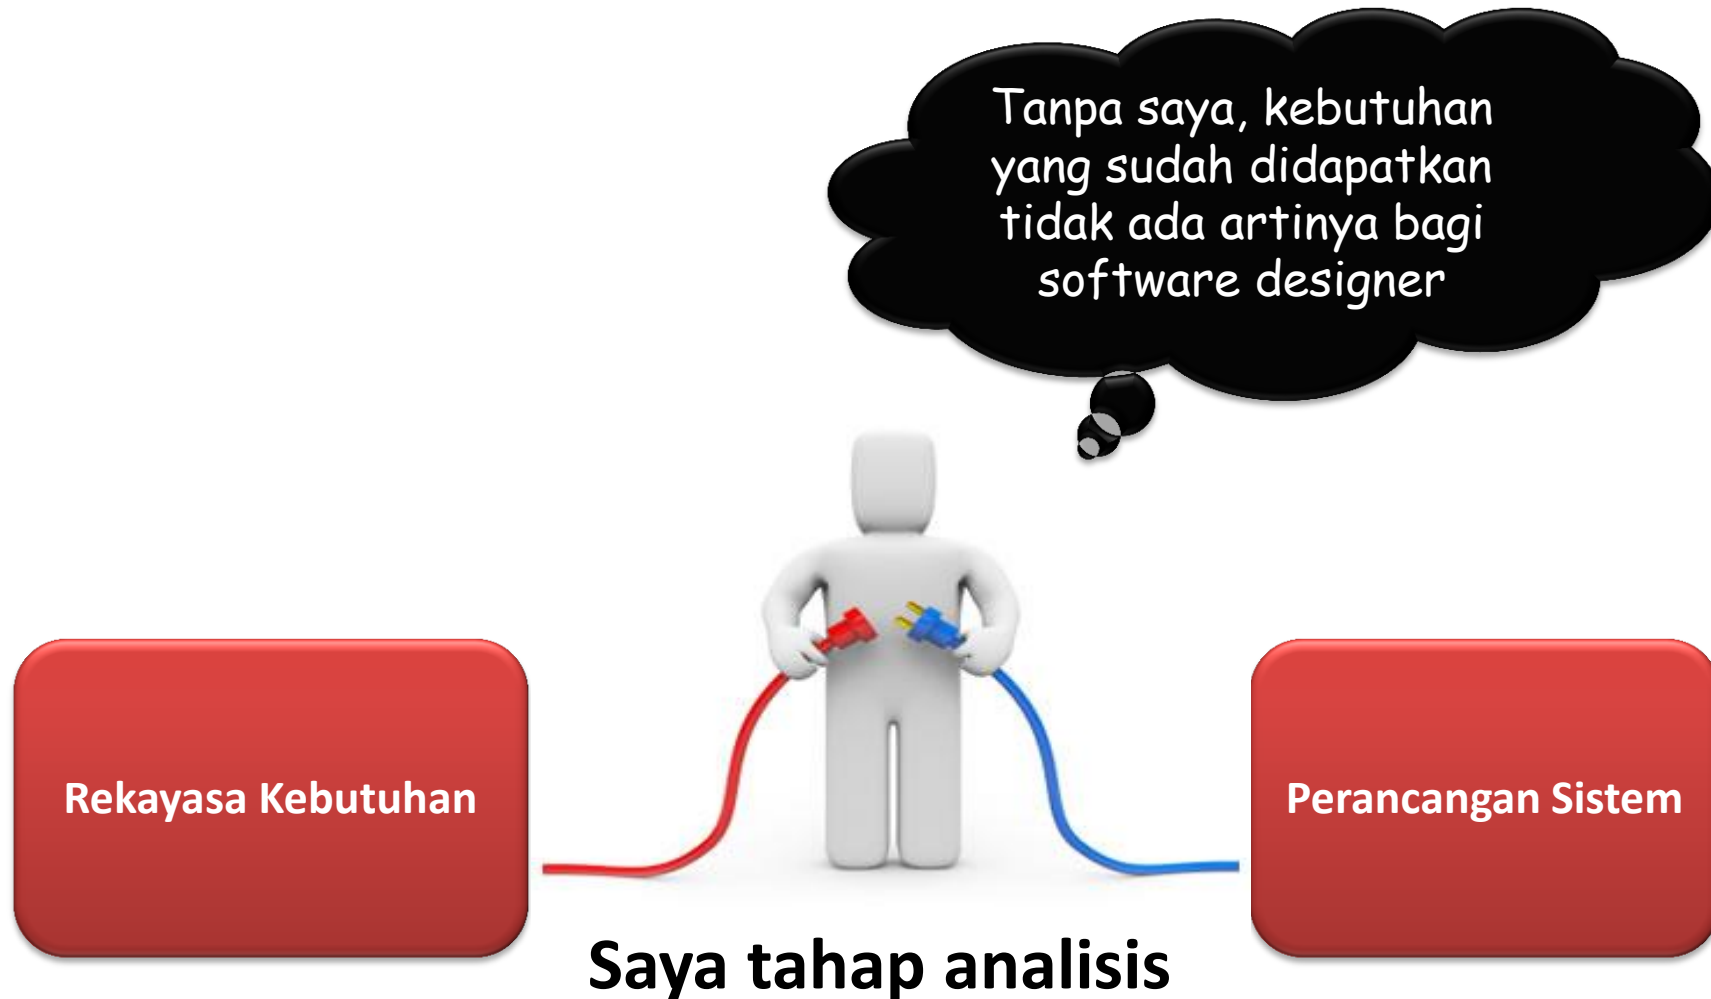 Tanpa saya, kebutuhan
yang sudah didapatkan
tidak ada artinya bagi
software designer
Rekayasa Kebutuhan
Perancangan Sistem
Saya tahap analisis